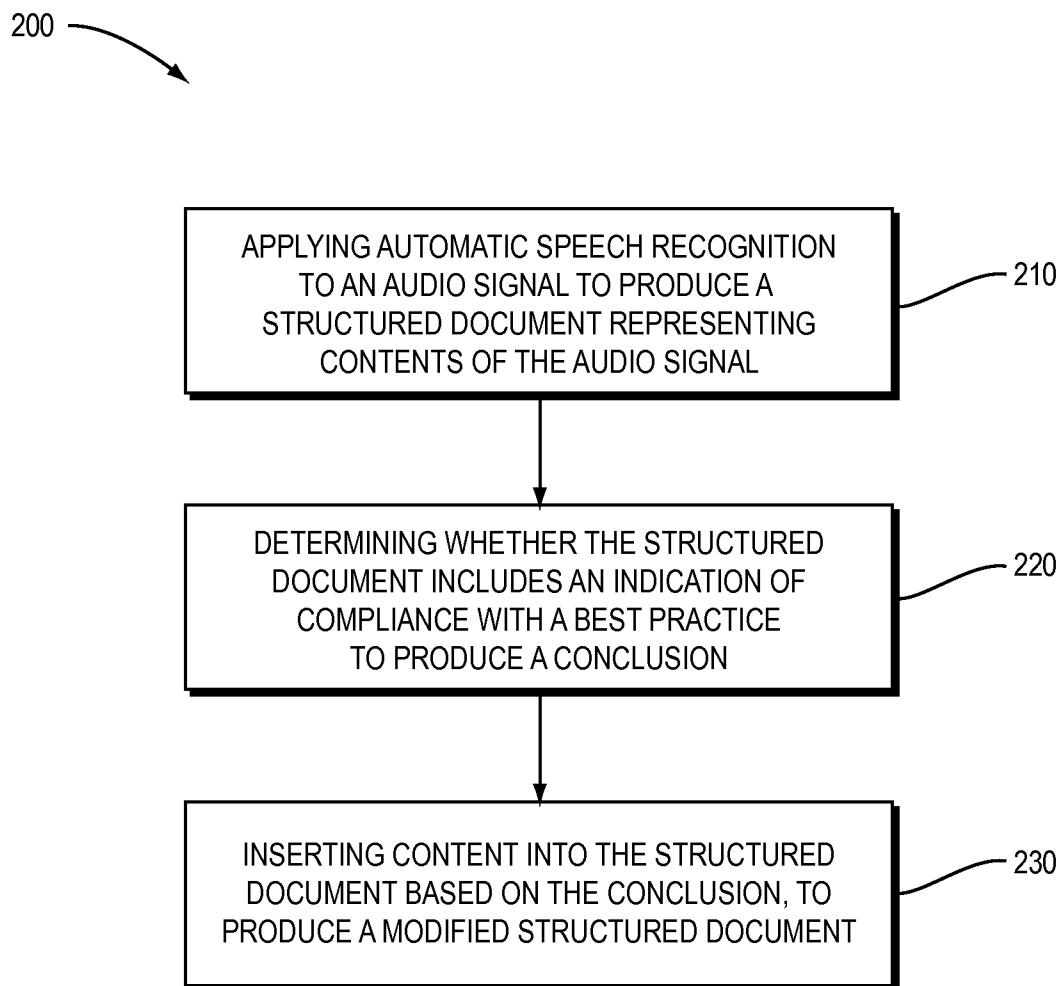 200
APPLYING AUTOMATIC SPEECH RECOGNITION
TO AN AUDIO SIGNAL TO PRODUCE A
STRUCTURED DOCUMENT REPRESENTING
CONTENTS OF THE AUDIO SIGNAL
210
DETERMINING WHETHER THE STRUCTURED
DOCUMENT INCLUDES AN INDICATION OF
COMPLIANCE WITH A BEST PRACTICE
TO PRODUCE A CONCLUSION
220
INSERTING CONTENT INTO THE STRUCTURED
DOCUMENT BASED ON THE CONCLUSION, TO
PRODUCE A MODIFIED STRUCTURED DOCUMENT
230